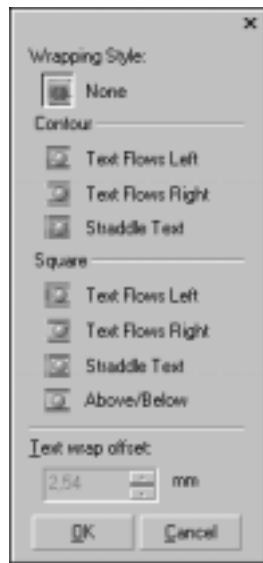 Wrapping Style:
None
Contour
Text Flows Left
Text Flows Right
Straddle Text
Square
Text Flows Left
Text Flows Right
Straddle Text
Above/Below
Text wrap offset:
2,54 mm
OK Cancel